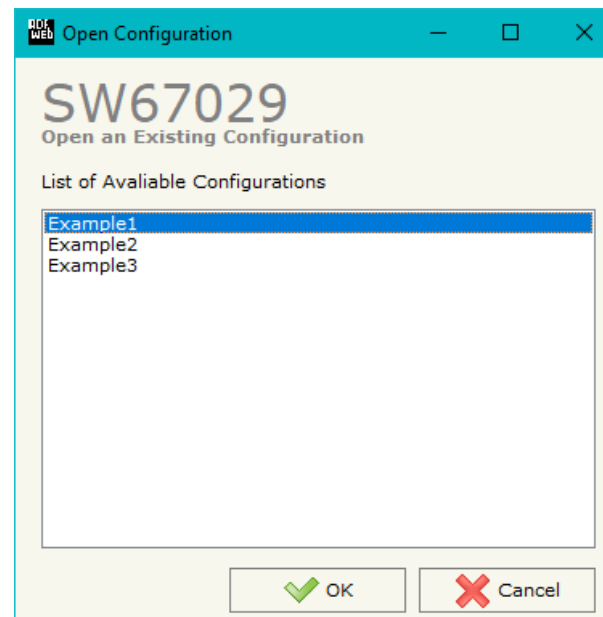 ADF
WEB Open Configuration
SW67029
Open an Existing Configuration
List of Avaliable Configurations
Example1
Example2
Example3
OK Cancel